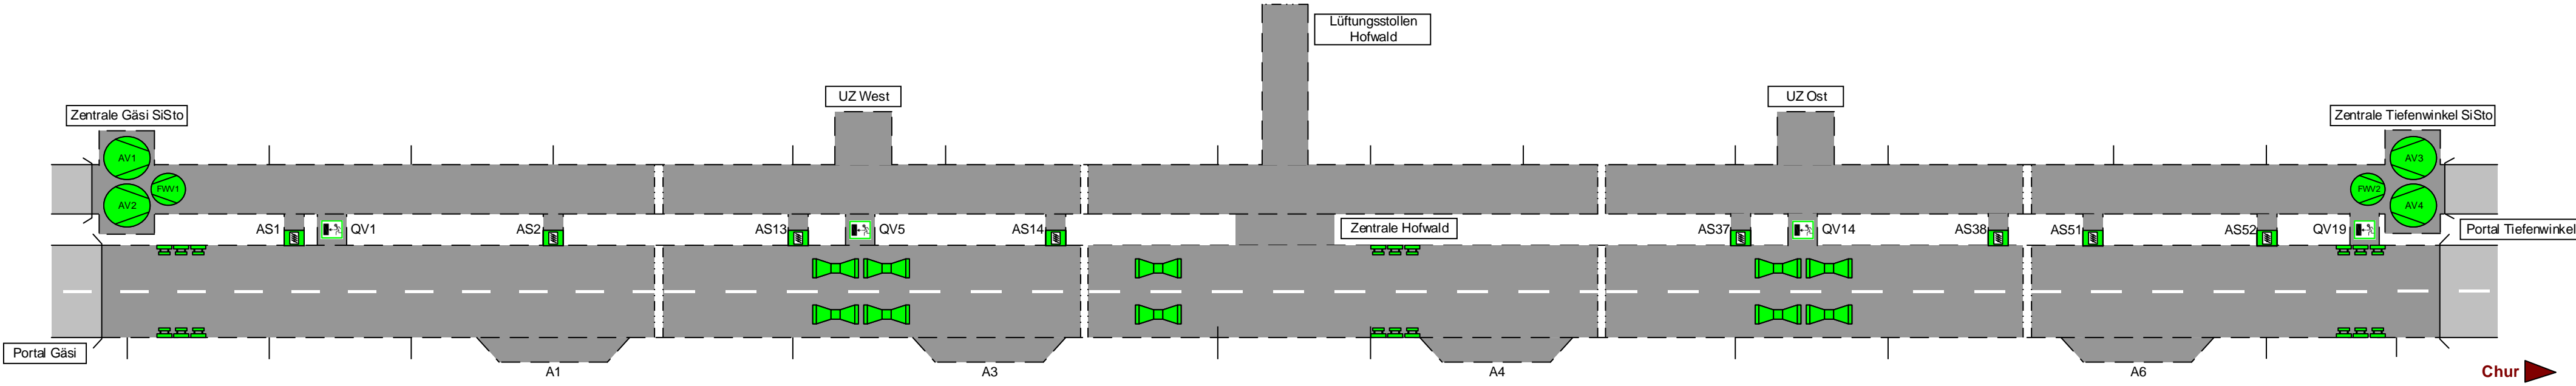 Lüftungsstollen
Hofwald
UZ West
UZ Ost
Zentrale Gäsi SiSto
Zentrale Tiefenwinkel SiSto
AV1
AV3
FWV1
FWV2
AV2
AV4
AS1
QV1
AS2
AS13
QV5
AS14
Zentrale Hofwald
AS37
QV14
AS38
AS51
AS52
QV19
Portal Tiefenwinkel
Portal Gäsi
A1
A3
A4
A6
Chur